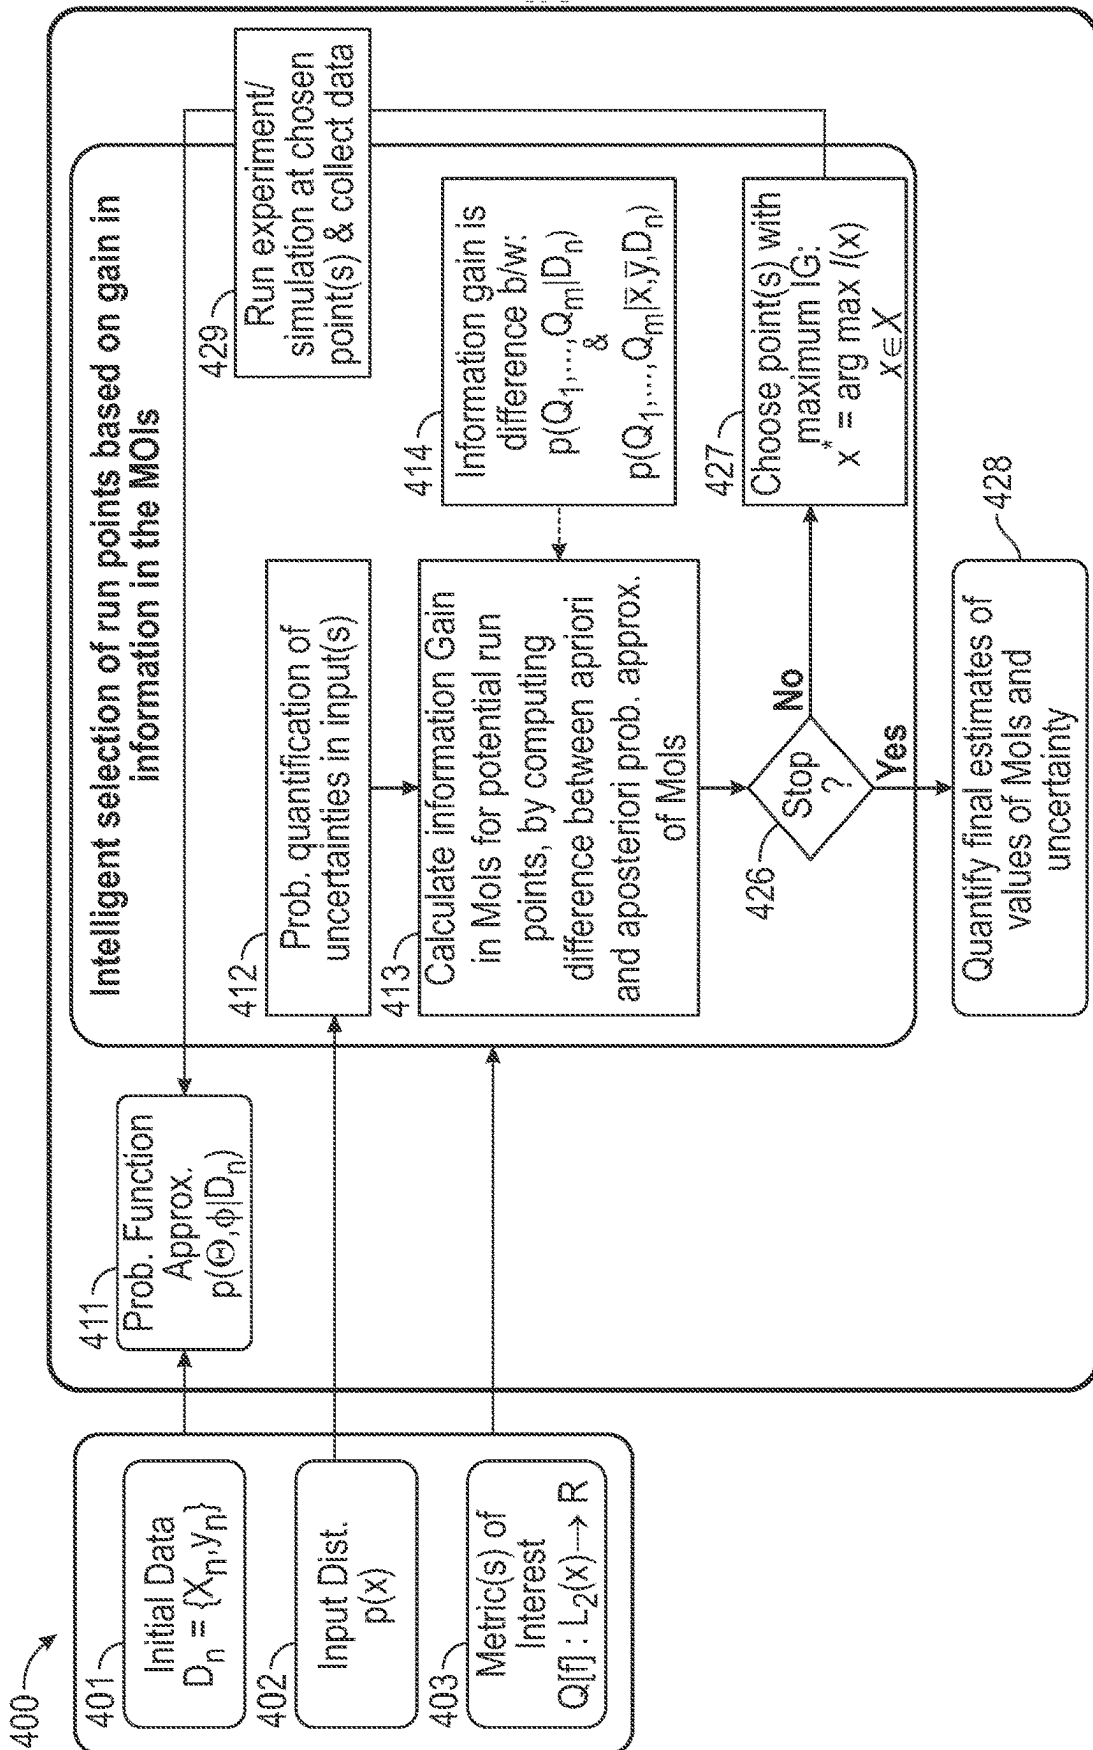 400
401
Initial Data
D_n = {X_n,y_n}
402
Input Dist.
p(x)
403
Metric(s) of
Interest
Q[f] : L_2(x) → R
411
Prob. Function
Approx.
p(Θ,ϕ|D_n)
Intelligent selection of run points based on gain in
information in the MOIs
412
Prob. quantification of
uncertainties in input(s)
413
Calculate information Gain
in MoIs for potential run
points, by computing
difference between apriori
and aposteriori prob. approx.
of MoIs
414
Information gain is
difference b/w:
p(Q_1,...,Q_m|D_n)
&
p(Q_1,...,Q_m|x̅,y̅,D_n)
426
Stop
?
No
Yes
427
Choose point(s) with
maximum IG:
x* = arg max I(x)
x∈X
428
Quantify final estimates of
values of MoIs and
uncertainty
429
Run experiment/
simulation at chosen
point(s) & collect data